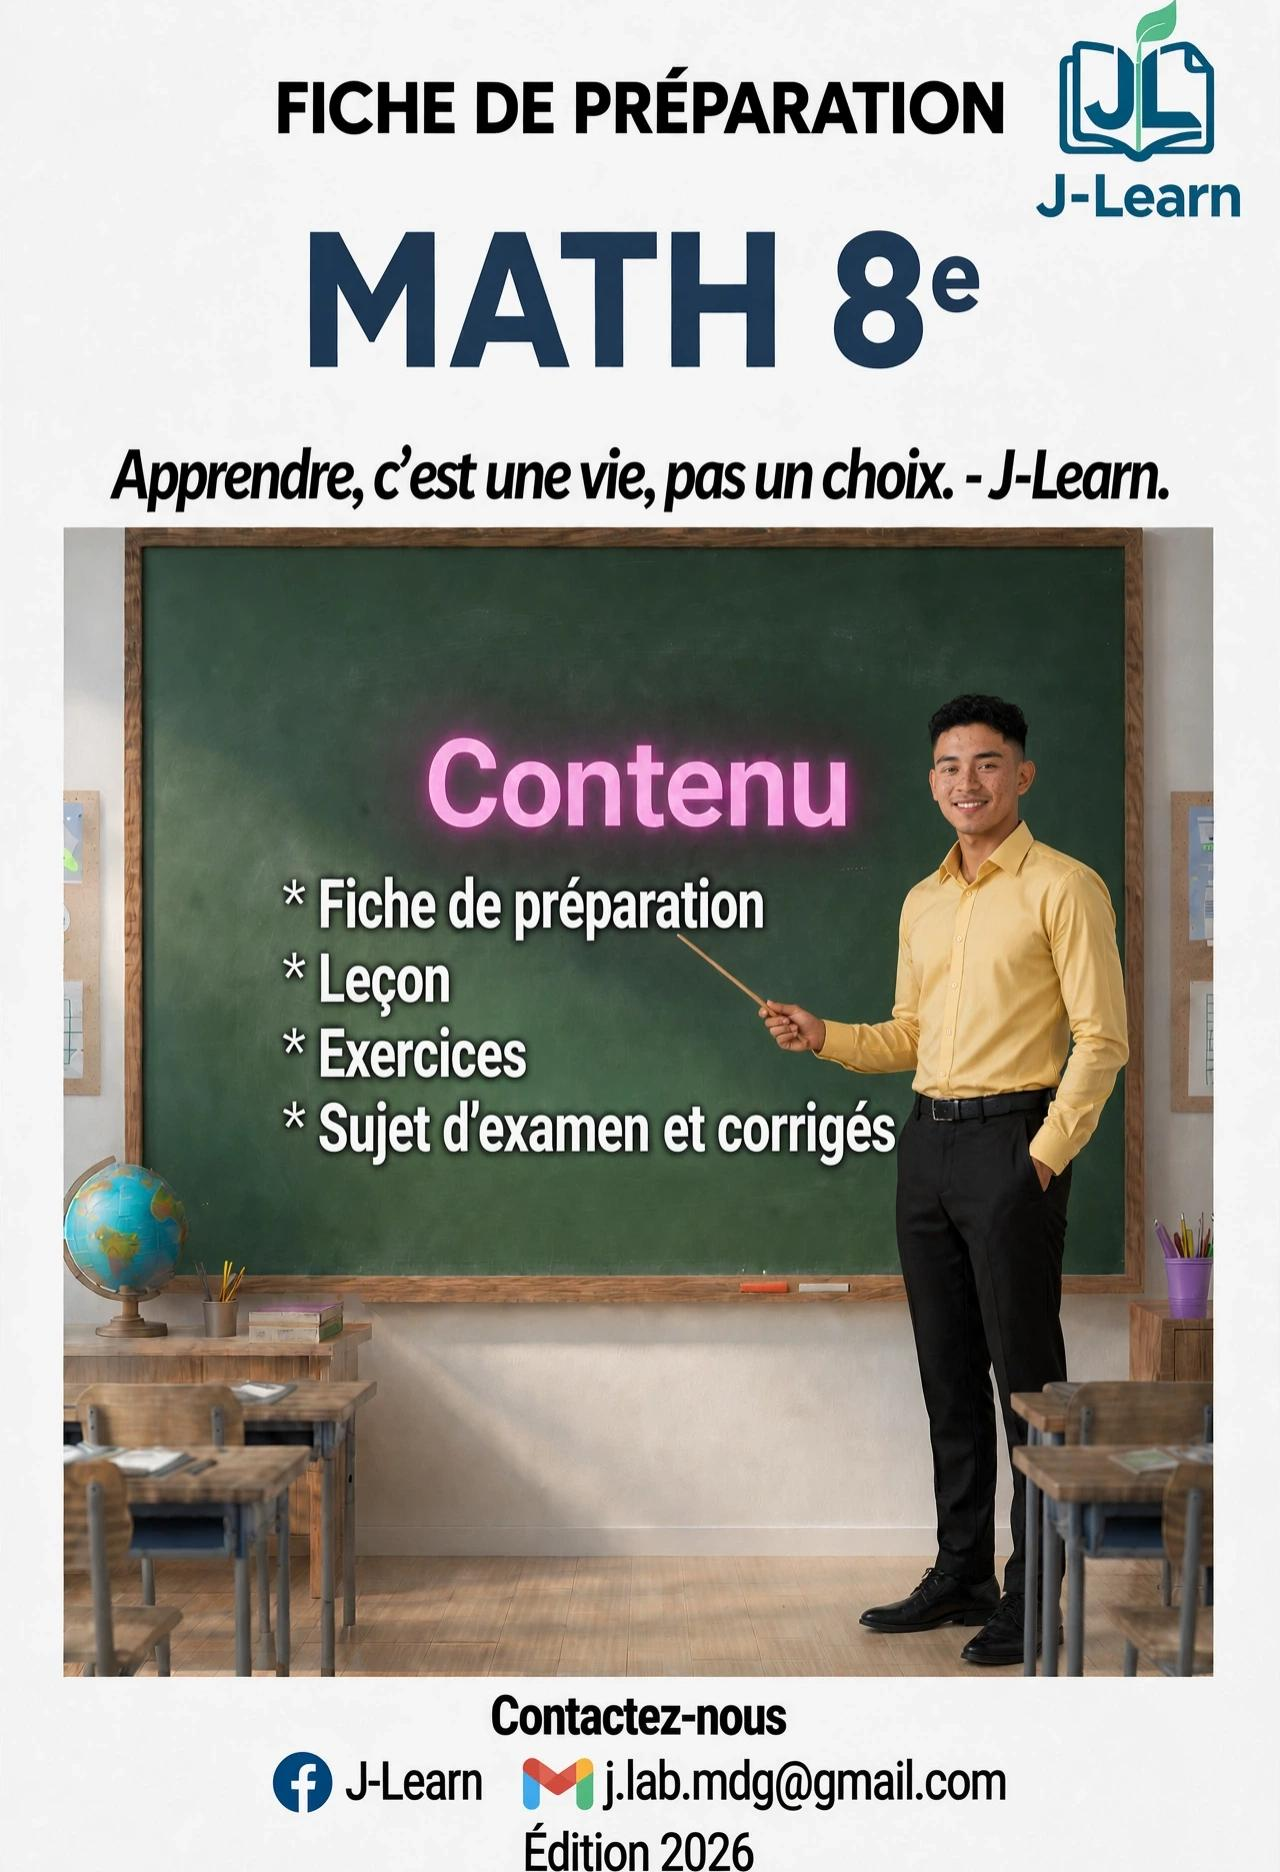 FICHE DE PRÉPARATION
JL
J-Learn
MATH 8e
Apprendre, c'est une vie, pas un choix. - J-Learn.
Contenu
* Fiche de préparation
* Leçon
* Exercices
* Sujet d'examen et corrigés
Contactez-nous
J-Learn j.lab.mdg@gmail.com
Édition 2026